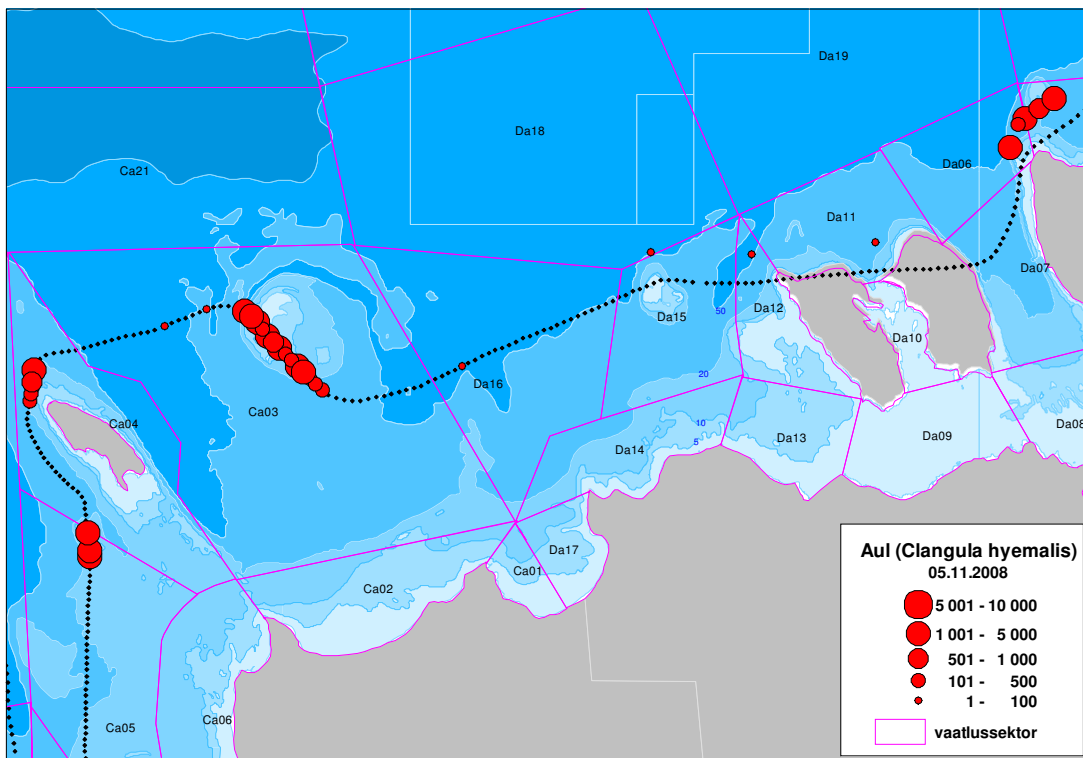 Da19
Da18
Ca21
Da06
Da11
Da07
Da12
Da15
50
Da10
20
Da16
Ca03
Ca04
10
5
Da14
Da13
Da09
Da08
Da17
Ca01
Ca02
Ca06
Ca05
Aul (Clangula hyemalis)
05.11.2008
5 001 - 10 000
1 001 - 5 000
501 - 1 000
101 - 500
1 - 100
vaatlussektor